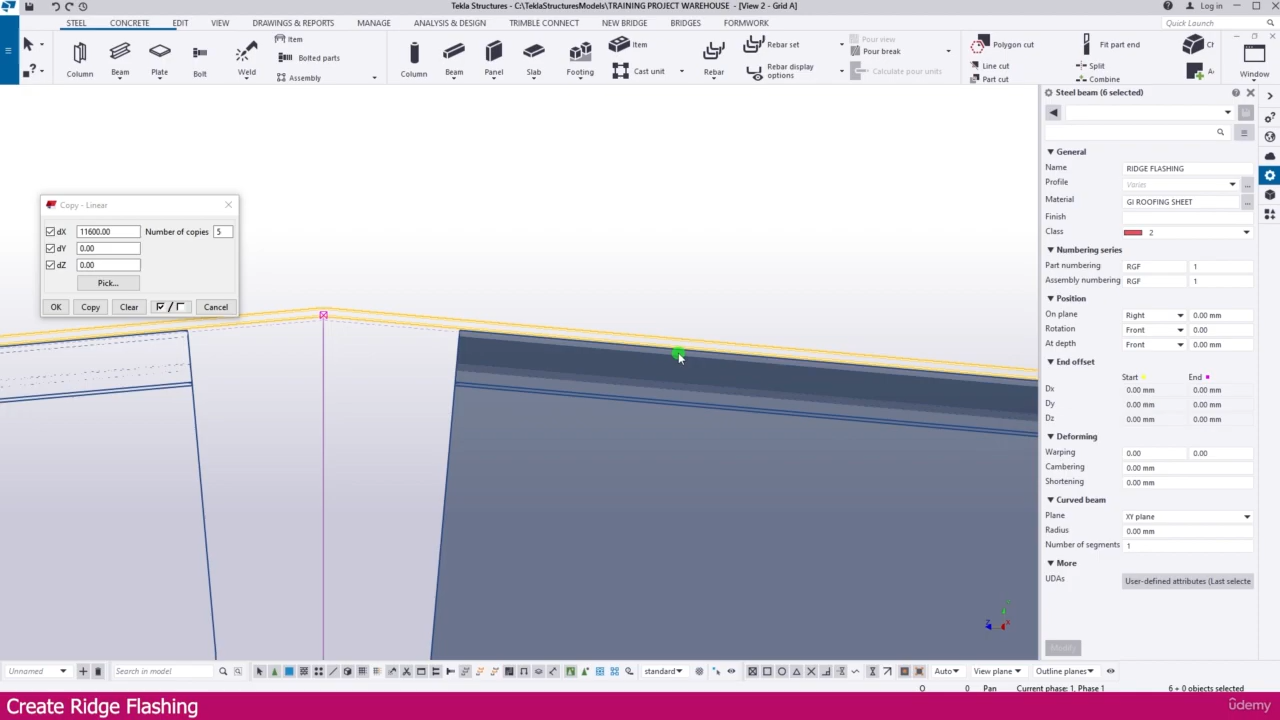 Tekla Structures - C:\TeklaStructuresModels\TRAINING PROJECT WAREHOUSE - [View 2 - Grid A]
Log in
STEEL CONCRETE EDIT VIEW DRAWINGS & REPORTS MANAGE ANALYSIS & DESIGN TRIMBLE CONNECT NEW BRIDGE BRIDGES FORMWORK
Quick Launch
Column Beam Plate Bolt Weld
Item
Bolted parts
Assembly
Column Beam Panel Slab Footing
Item
Cast unit
Rebar
Rebar set
Rebar display options
Pour view
Pour break
Calculate pour units
Polygon cut
Line cut
Part cut
Fit part end
Split
Combine
Window
Steel beam (6 selected)
General
Name RIDGE FLASHING
Profile Varies
Material GI ROOFING SHEET
Finish
Class 2
Numbering series
Part numbering RGF 1
Assembly numbering RGF 1
Position
On plane Right 0.00 mm
Rotation Front 0.00
At depth Front 0.00 mm
End offset
Start End
Dx 0.00 mm 0.00 mm
Dy 0.00 mm 0.00 mm
Dz 0.00 mm 0.00 mm
Deforming
Warping 0.00 0.00
Cambering 0.00 mm
Shortening 0.00 mm
Curved beam
Plane XY plane
Radius 0.00 mm
Number of segments 1
More
UDAs User-defined attributes (Last selecte
Modify
Copy - Linear
dX 11600.00 Number of copies 5
dY 0.00
dZ 0.00
Pick...
OK Copy Clear Cancel
Unnamed
Search in model
standard
Auto
View plane
Outline planes
O 0 Pan Current phase: 1, Phase 1 6 + 0 objects selected
Create Ridge Flashing
ûdemy